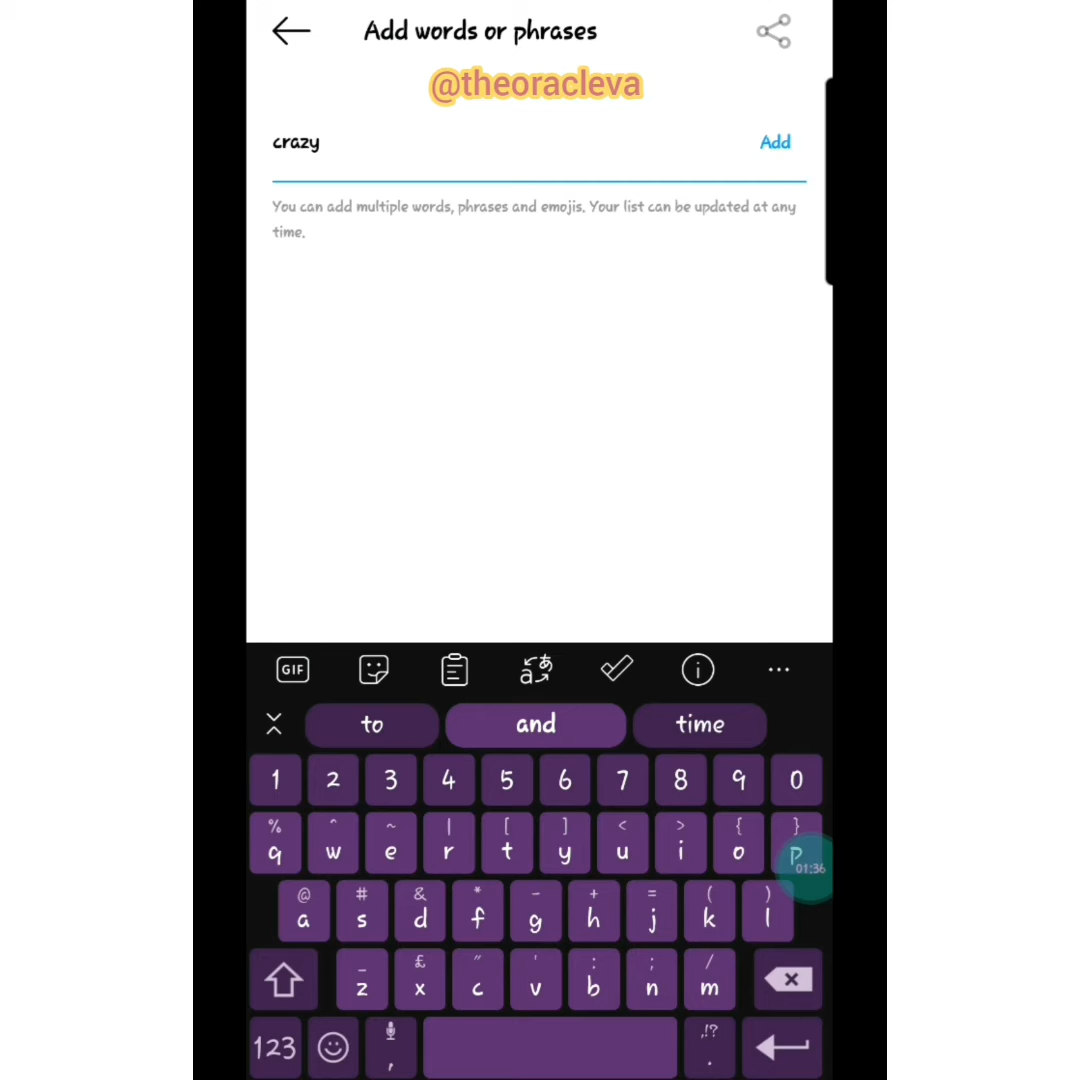 Add words or phrases
@theoracleva
crazy Add
You can add multiple words, phrases and emojis. Your list can be updated at any
time.
GIF aあ
to and time
1 2 3 4 5 6 7 8 9 0
% ^ ~ | [ ] < > { }
q w e r t y u i o p
01:36
@ # & * - + = ( )
a s d f g h j k l
_ £ " ' : ; /
z x c v b n m
123 , ,!? .